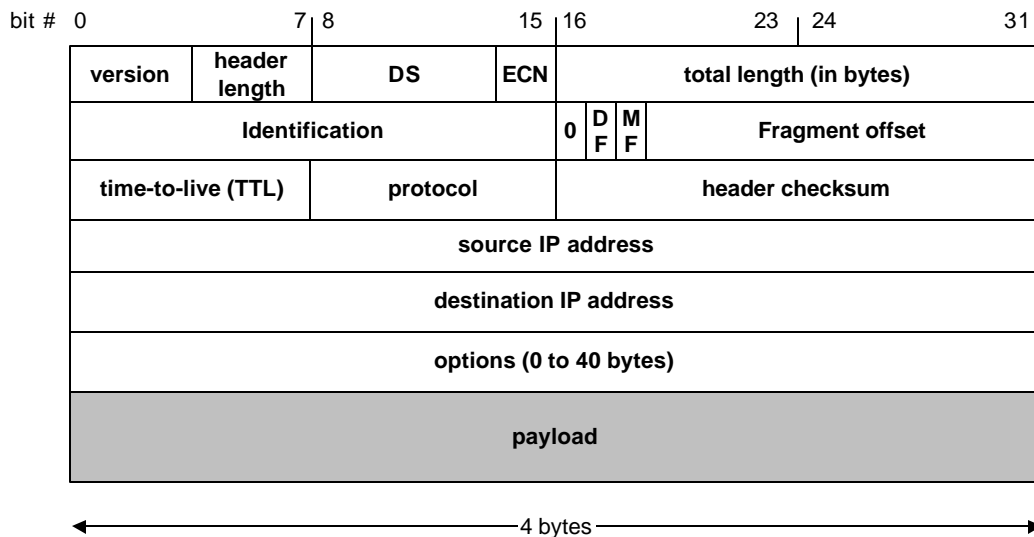 bit # 0 7 8 15 16 23 24 31
version header length DS ECN total length (in bytes)
Identification 0 DF MF Fragment offset
time-to-live (TTL) protocol header checksum
source IP address
destination IP address
options (0 to 40 bytes)
payload
4 bytes